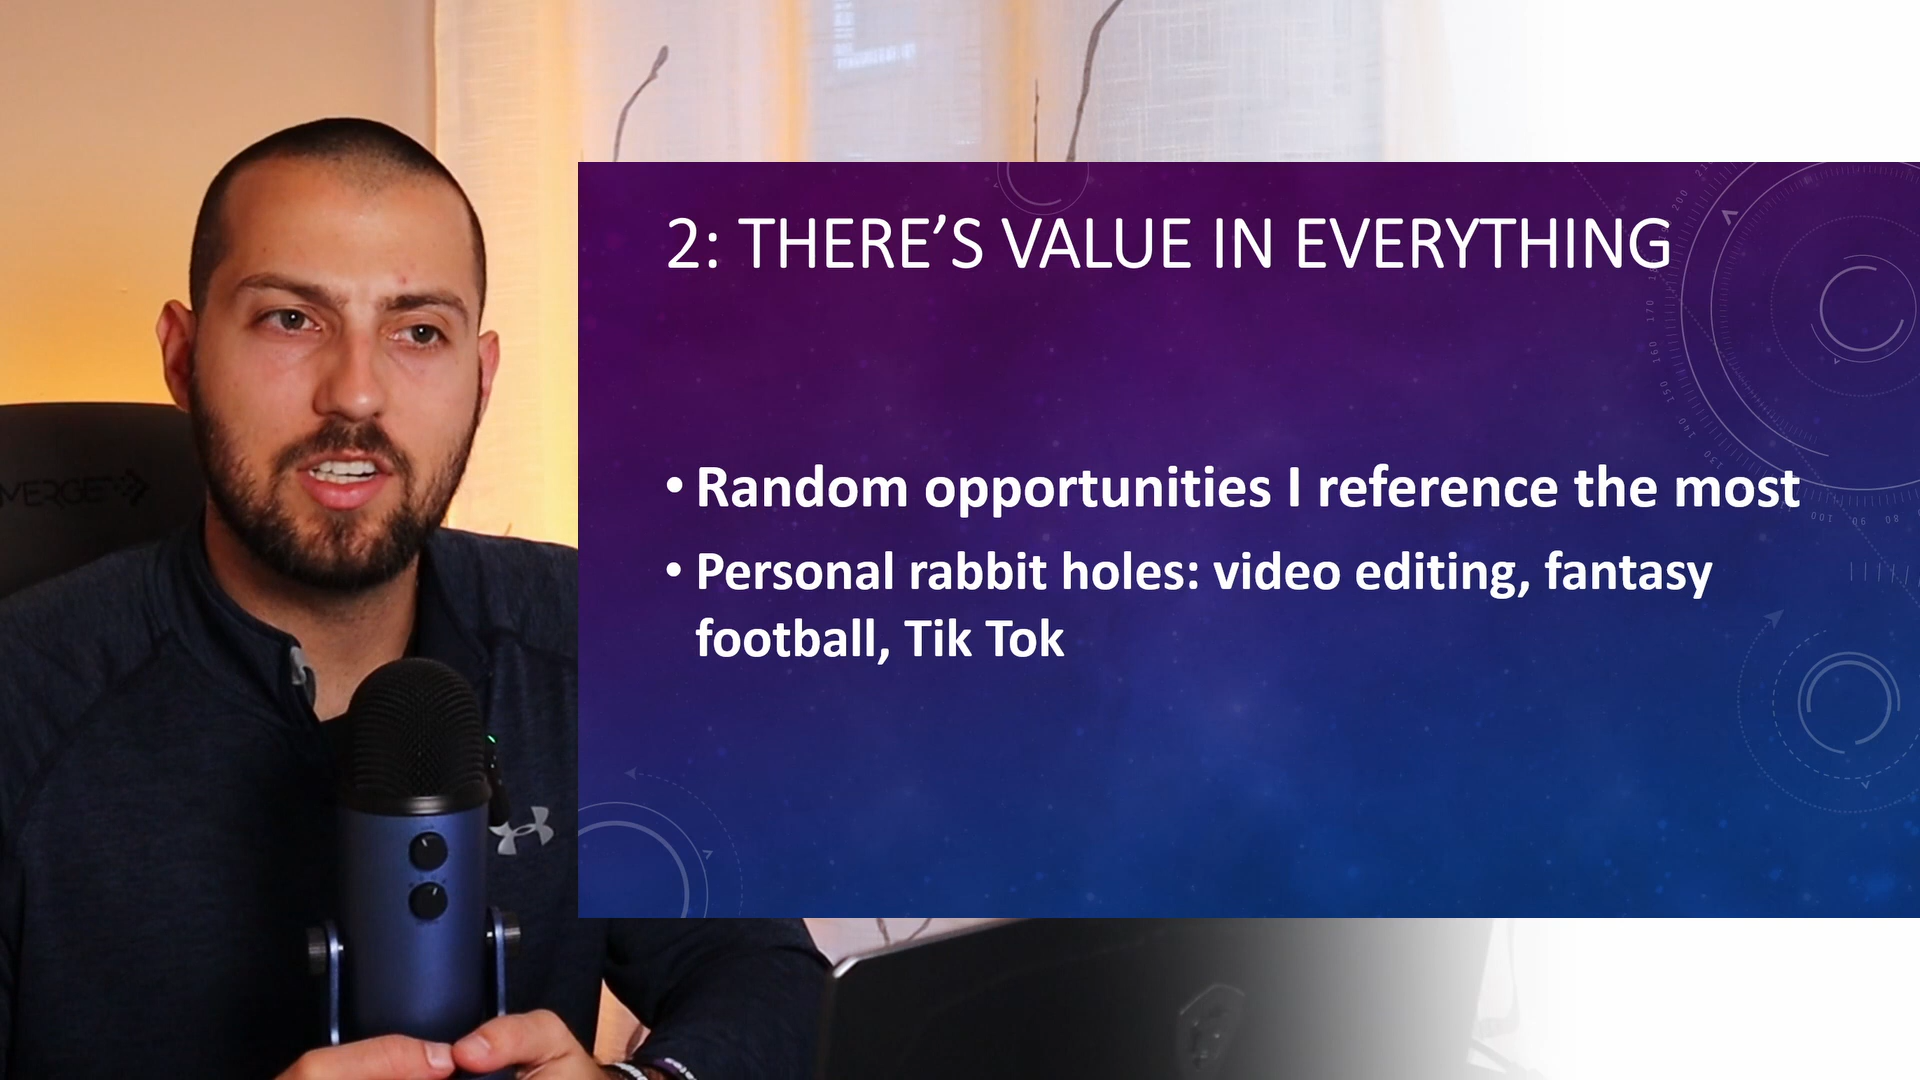 2: THERE’S VALUE IN EVERYTHING
• Random opportunities I reference the most
• Personal rabbit holes: video editing, fantasy
football, Tik Tok